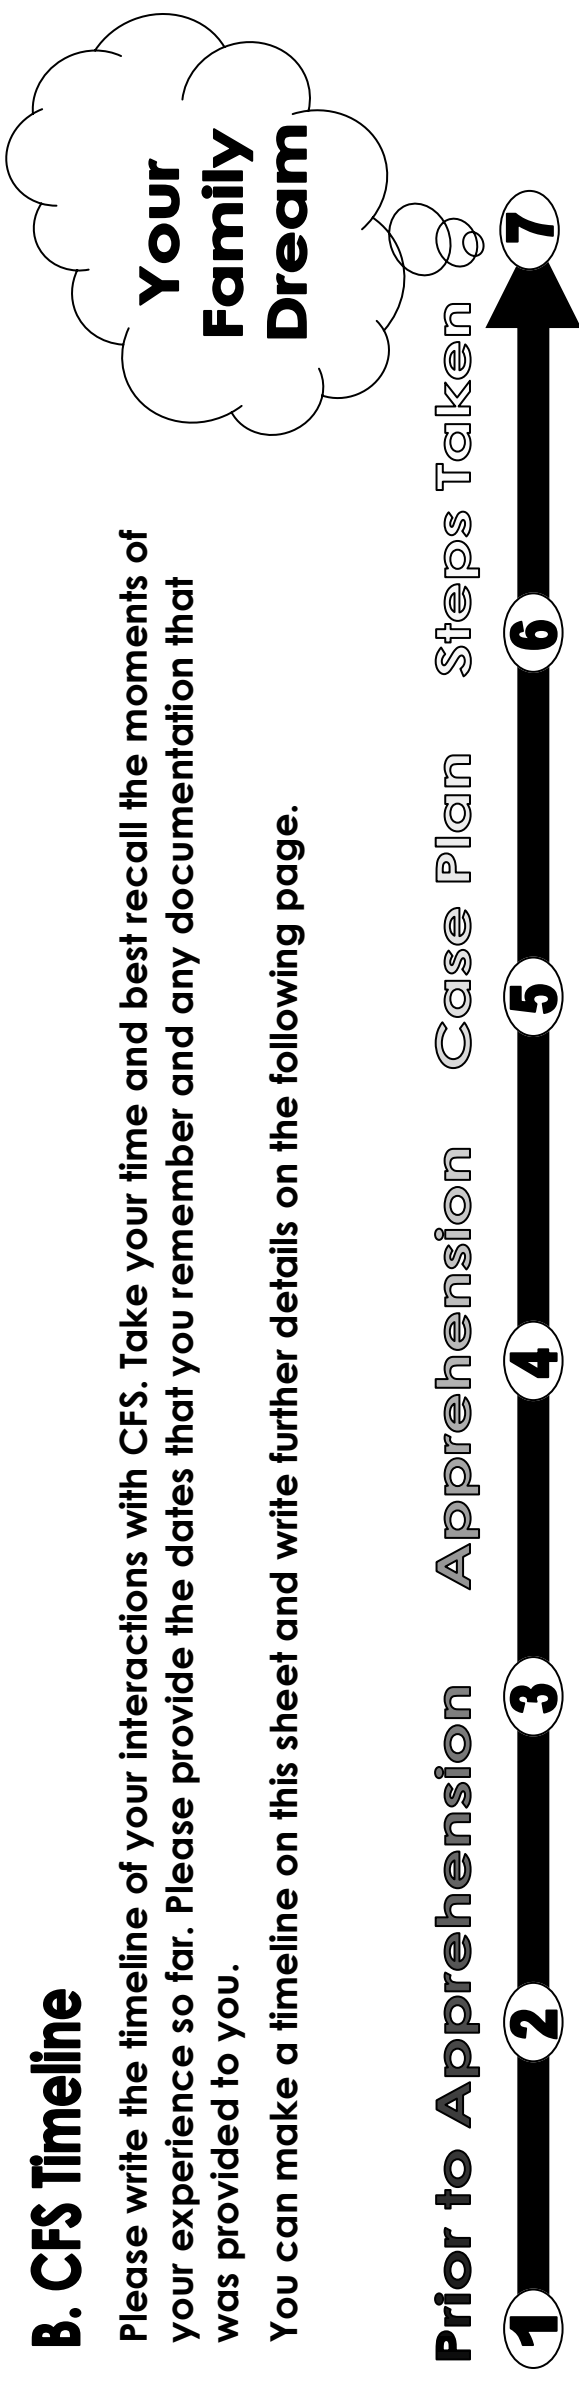 B. CFS Timeline
Please write the timeline of your interactions with CFS. Take your time and best recall the moments of
your experience so far. Please provide the dates that you remember and any documentation that
was provided to you.
You can make a timeline on this sheet and write further details on the following page.
Your
Family
Dream
Prior to Apprehension Apprehension Case Plan Steps Taken
1 2 3 4 5 6 7